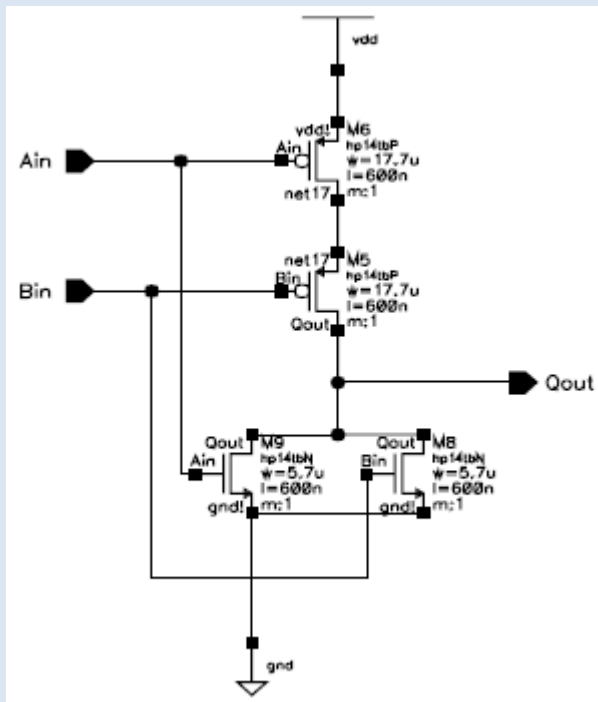 vdd
vdd! M6
Ain hp14tbP
w=17.7u
l=600n
net17 m:1
Ain
net17 M5
Bin hp14tbP
w=17.7u
l=600n
Qout m:1
Bin
Qout
Qout M9
Ain hp14tbN
w=5.7u
l=600n
gnd! m:1
Qout M8
Bin hp14tbN
w=5.7u
l=600n
gnd! m:1
gnd